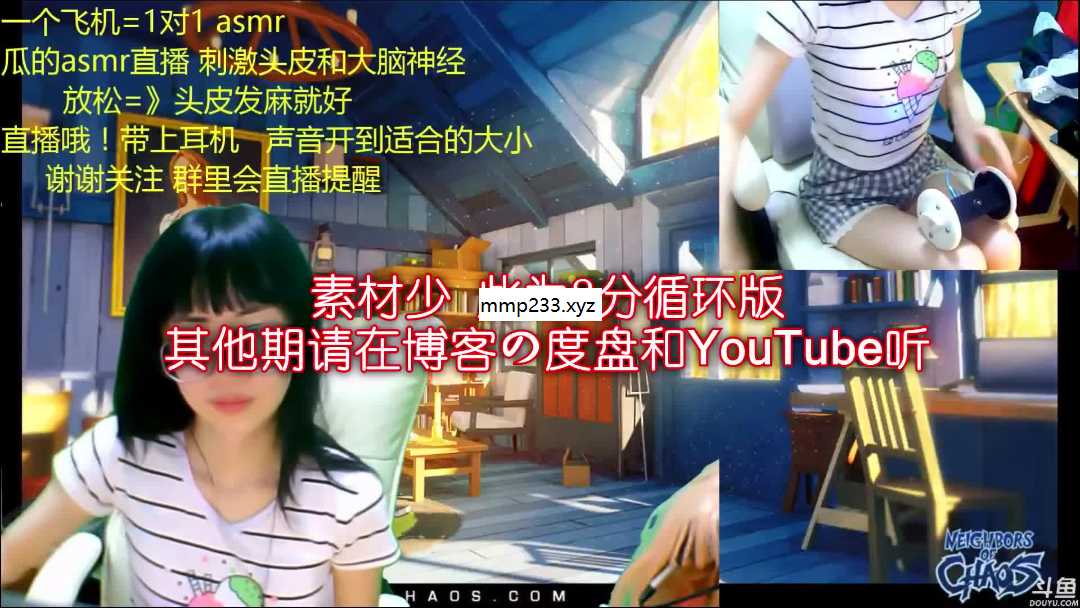 一个飞机=1对1 asmr
瓜的asmr直播 刺激头皮和大脑神经
放松=》头皮发麻就好
直播哦！带上耳机 声音开到适合的大小
谢谢关注 群里会直播提醒
素材少 此为8分循环版
mmp233.xyz
其他期请在博客の度盘和YouTube听
NEIGHBORS
OF
CHAOS
HAOS.COM
斗鱼
DOUYU.COM